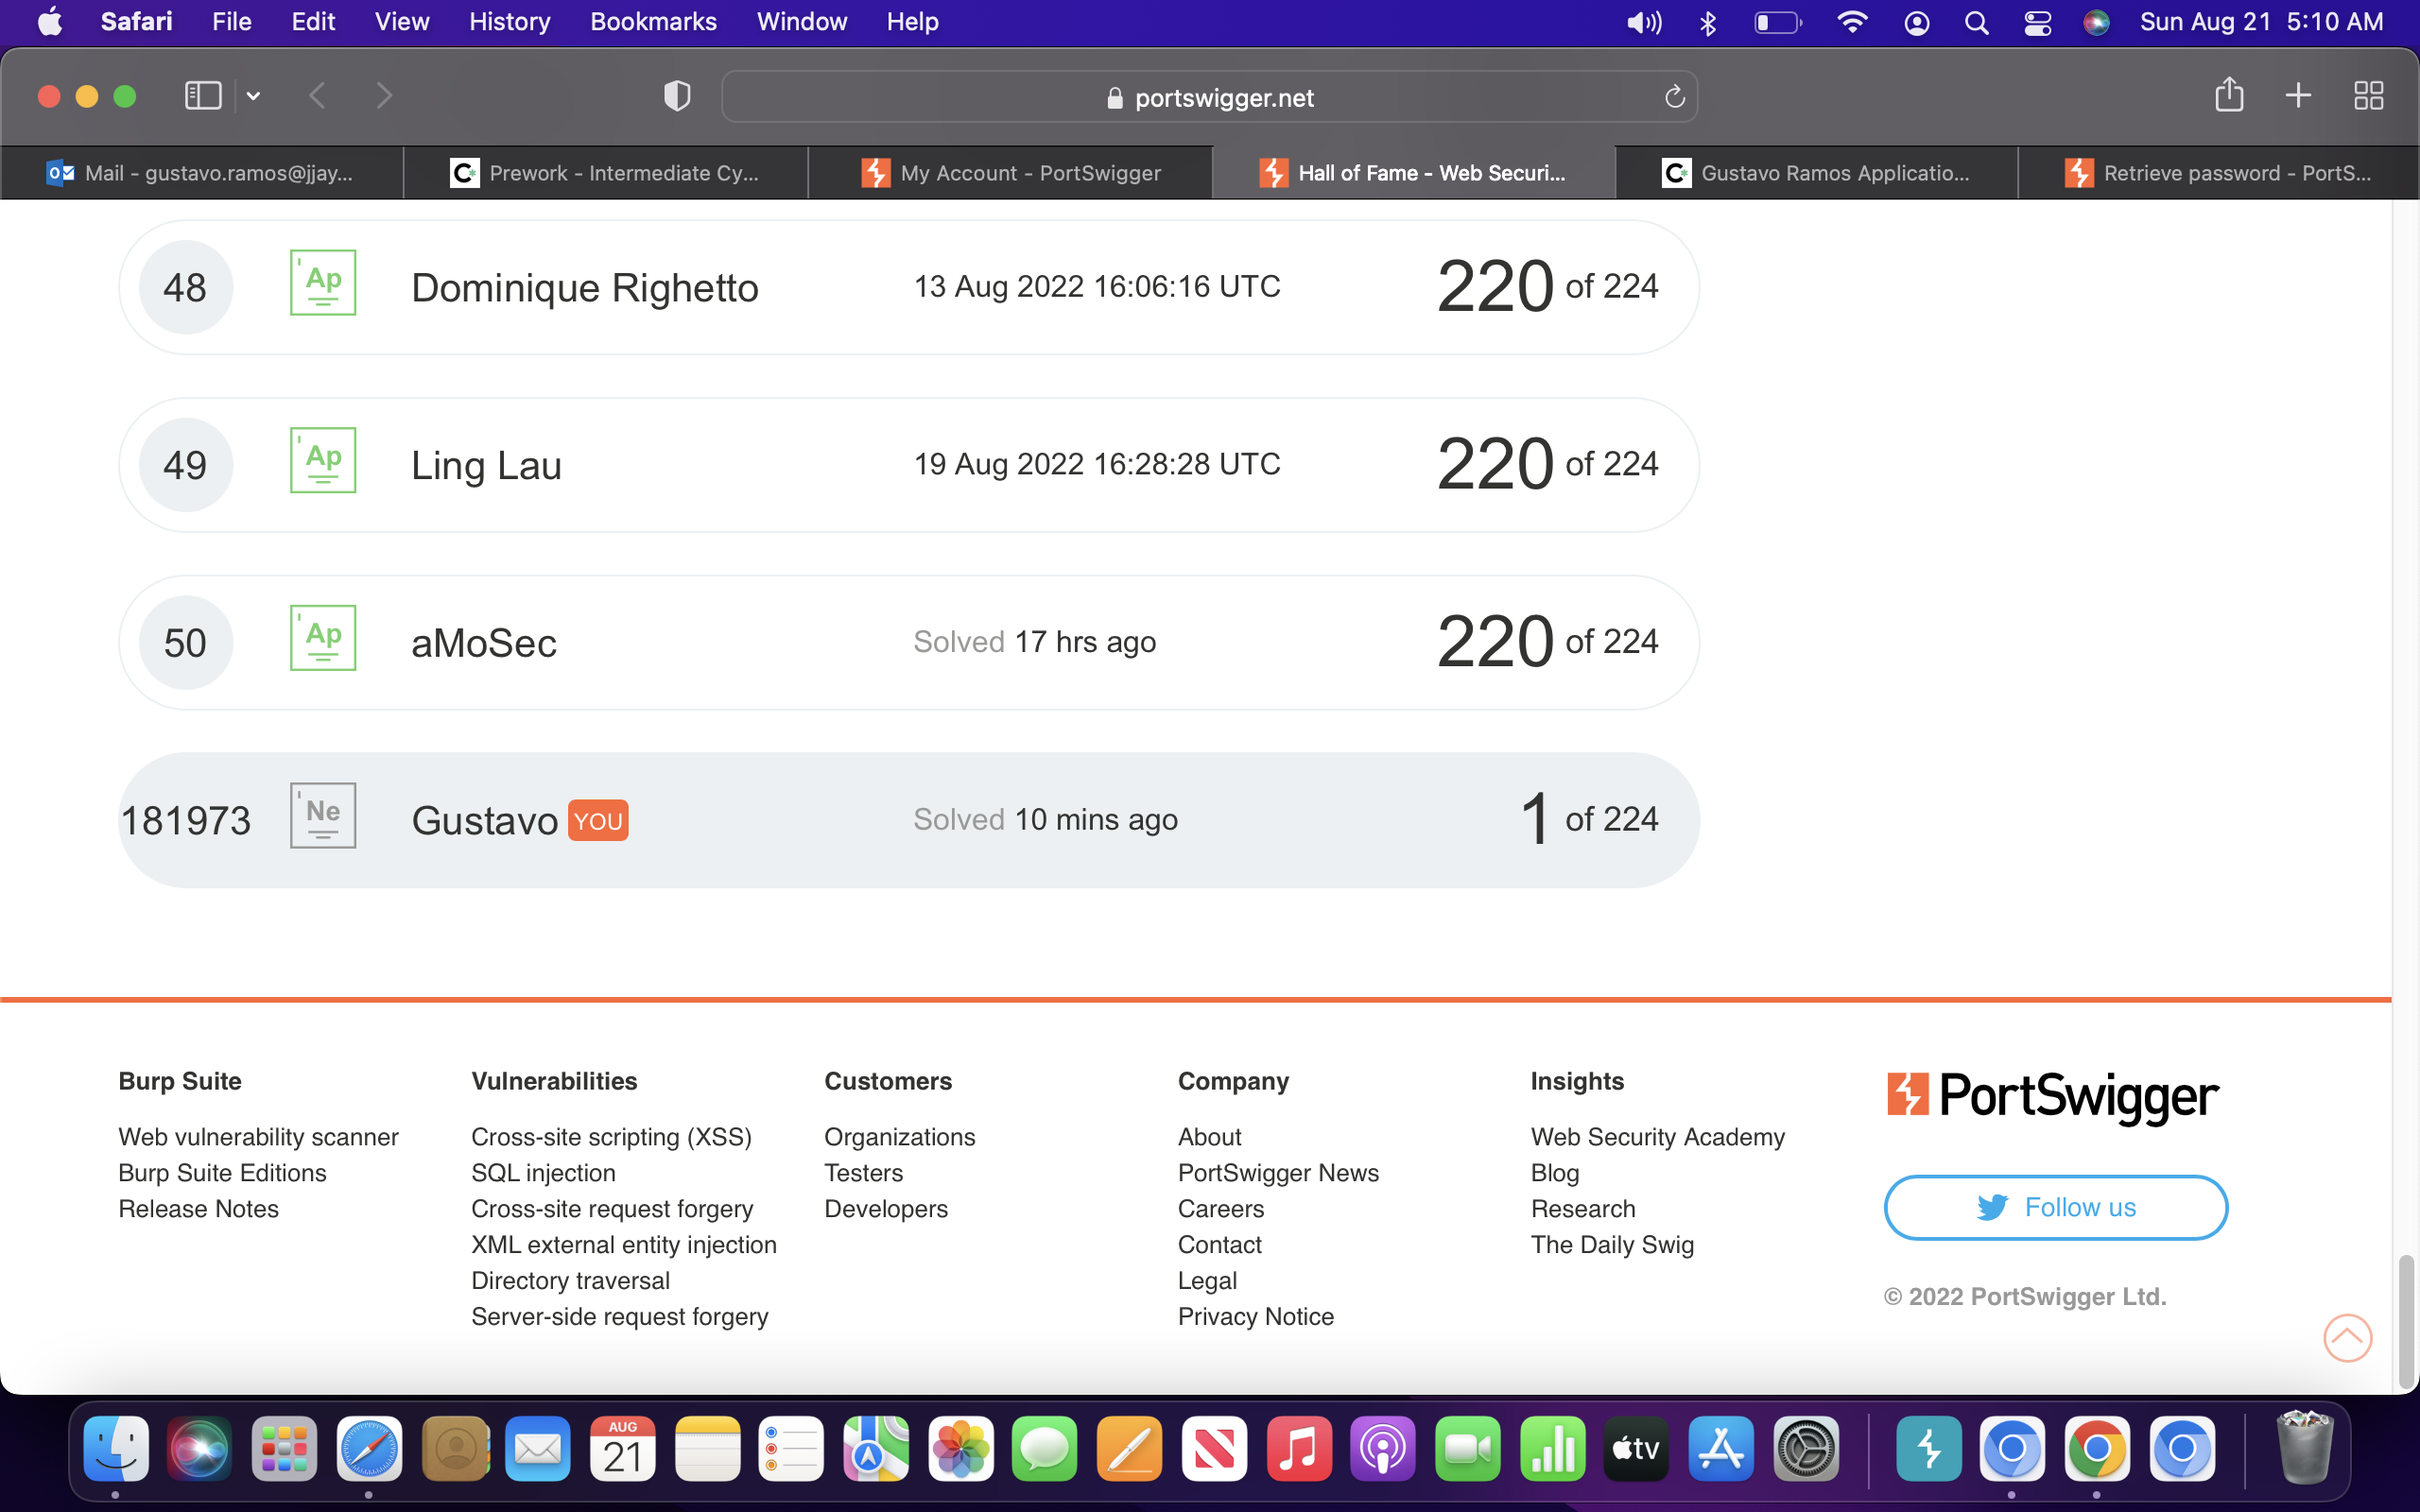 Safari File Edit View History Bookmarks Window Help Sun Aug 21 5:10 AM
portswigger.net
Mail - gustavo.ramos@jjay... Prework - Intermediate Cy... My Account - PortSwigger Hall of Fame - Web Securi... Gustavo Ramos Applicatio... Retrieve password - PortS...
48 Ap Dominique Righetto 13 Aug 2022 16:06:16 UTC 220 of 224
49 Ap Ling Lau 19 Aug 2022 16:28:28 UTC 220 of 224
50 Ap aMoSec Solved 17 hrs ago 220 of 224
181973 Ne Gustavo YOU Solved 10 mins ago 1 of 224
Burp Suite
Web vulnerability scanner
Burp Suite Editions
Release Notes
Vulnerabilities
Cross-site scripting (XSS)
SQL injection
Cross-site request forgery
XML external entity injection
Directory traversal
Server-side request forgery
Customers
Organizations
Testers
Developers
Company
About
PortSwigger News
Careers
Contact
Legal
Privacy Notice
Insights
Web Security Academy
Blog
Research
The Daily Swig
PortSwigger
Follow us
© 2022 PortSwigger Ltd.
AUG
21
tv